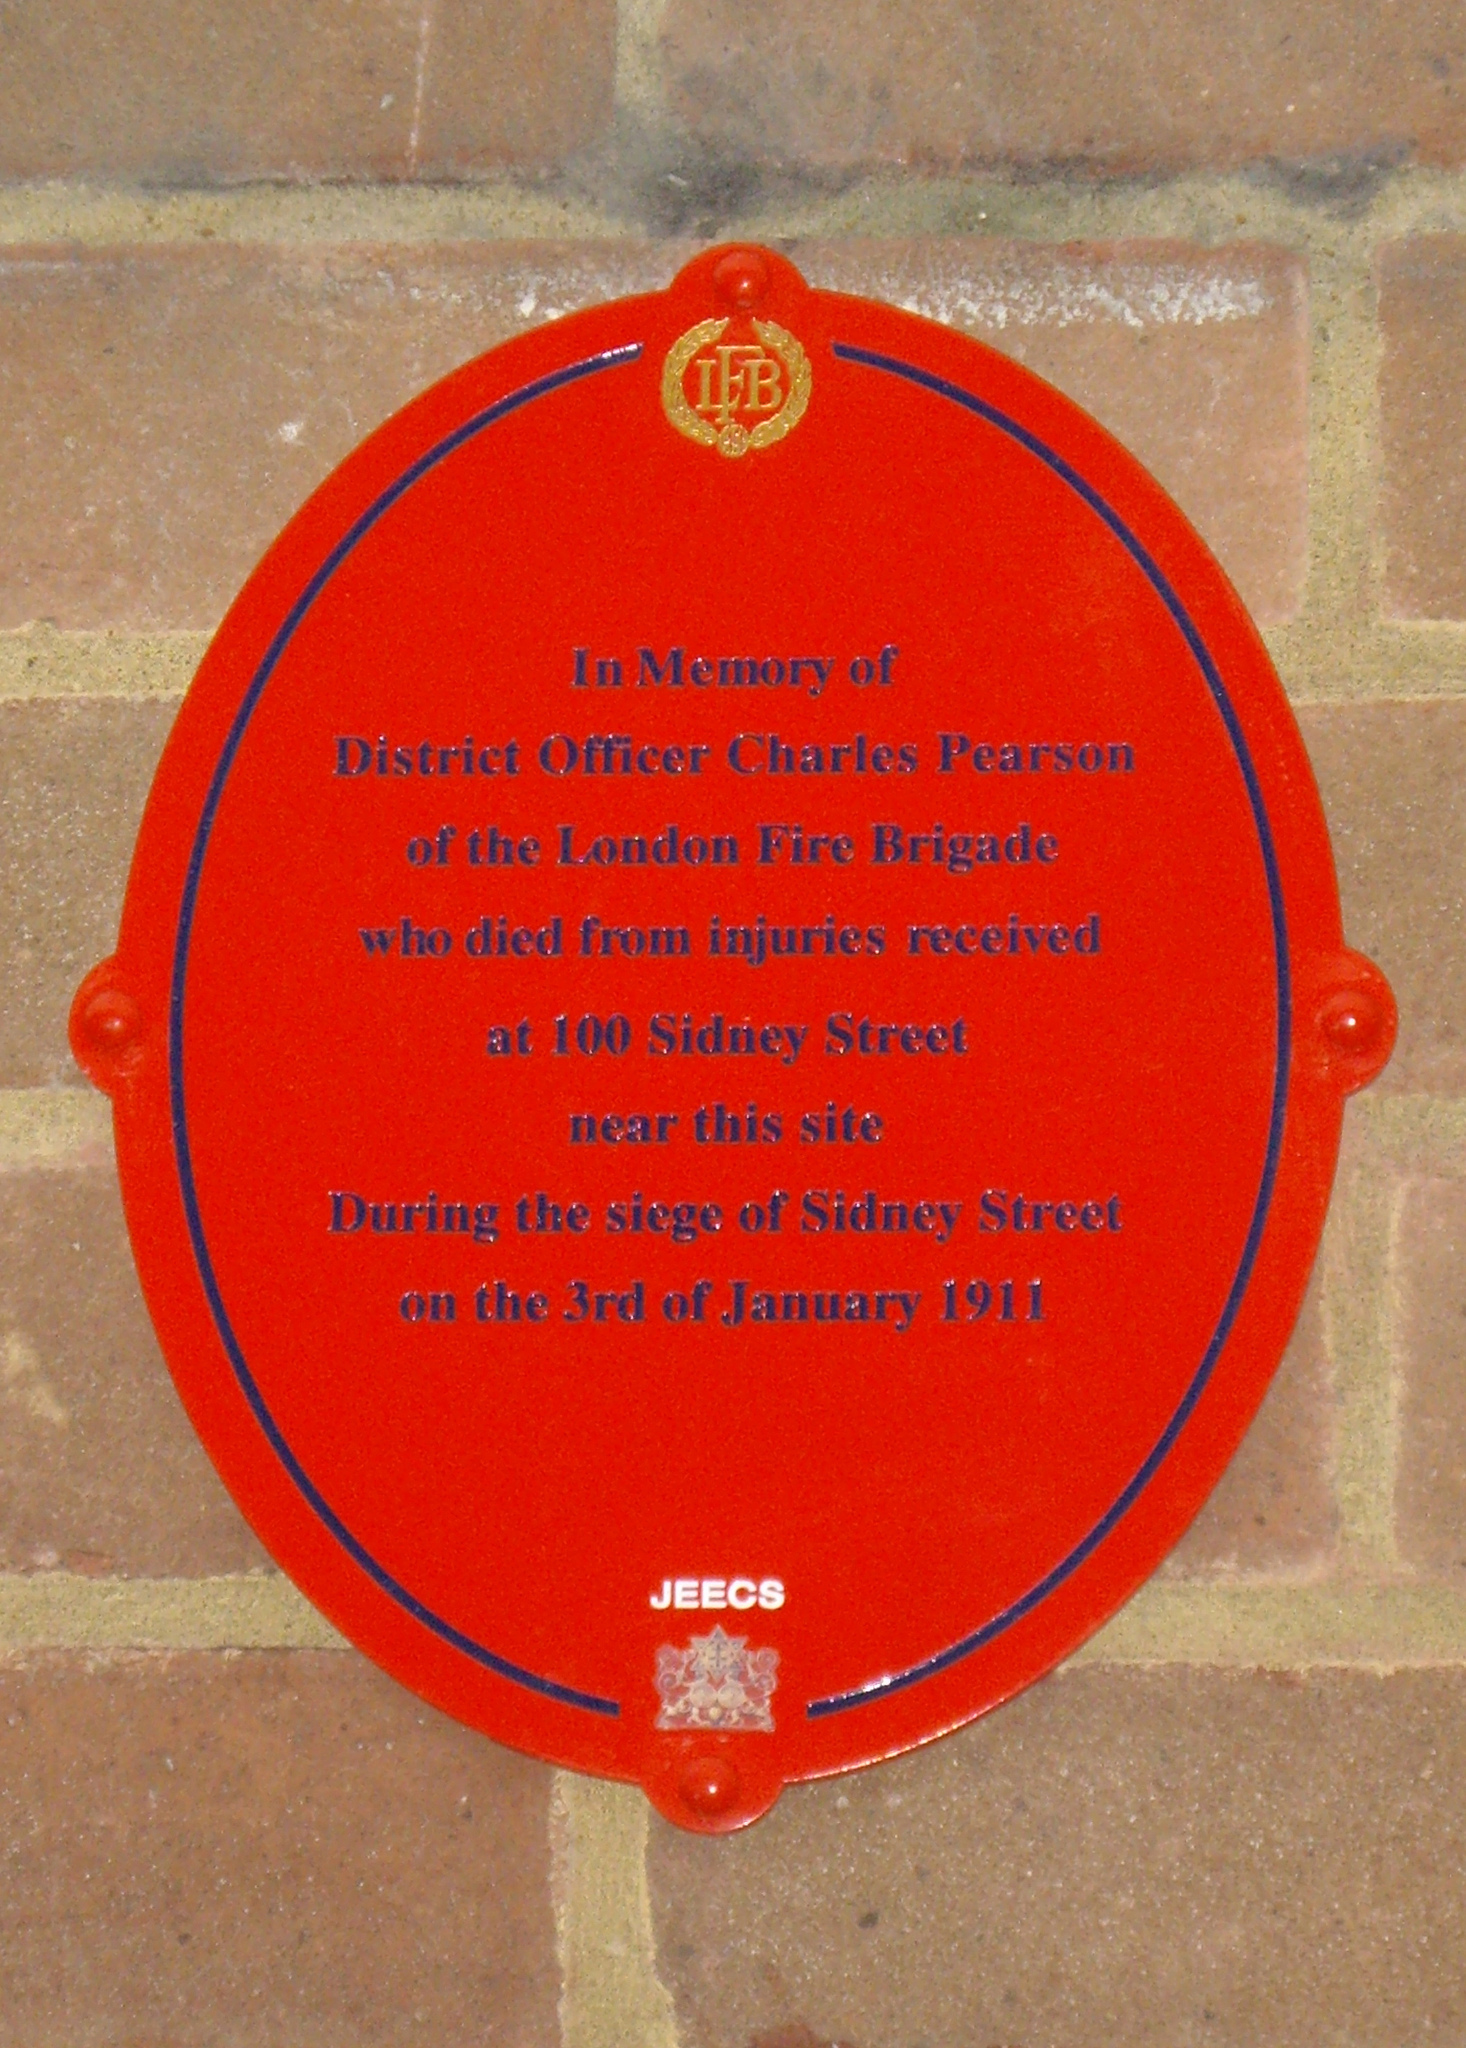 LFB
In Memory of
District Officer Charles Pearson
of the London Fire Brigade
who died from injuries received
at 100 Sidney Street
near this site
During the siege of Sidney Street
on the 3rd of January 1911
JEECS